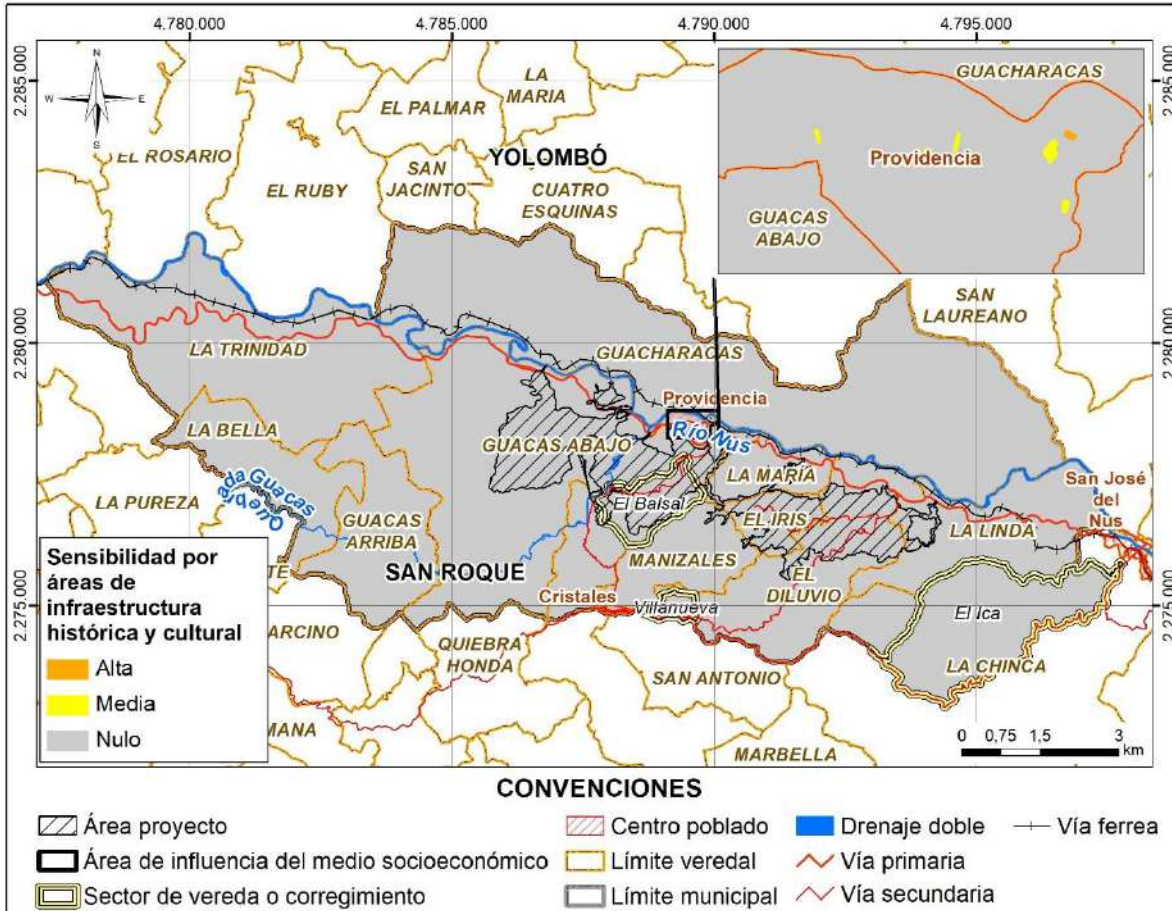 4.780.000
4.785.000
4.790.000
4.795.000
2.285.000
2.280.000
2.275.000
2.285.000
2.280.000
2.275.000
N
W
E
S
LA
MARIA
EL PALMAR
EL ROSARIO
EL RUBY
SAN
JACINTO
YOLOMBÓ
CUATRO
ESQUINAS
GUACHARACAS
Providencia
GUACAS
ABAJO
SAN
LAUREANO
LA TRINIDAD
GUACHARACAS
Providencia
Río Nus
LA BELLA
GUACAS ABAJO
LA MARÍA
San José
del
Nus
LA PUREZA
Quebrada Guacas
El Balsal
EL IRIS
LA LINDA
GUACAS
ARRIBA
MANIZALES
SAN ROQUE
Cristales
Villanueva
EL
DILUVIO
El Ica
QUIEBRA
HONDA
SAN ANTONIO
LA CHINCA
MARBELLA
TE
ARCINO
MANA
Sensibilidad por
áreas de
infraestructura
histórica y cultural
Alta
Media
Nulo
0 0,75 1,5 3
km
CONVENCIONES
Área proyecto
Área de influencia del medio socioeconómico
Sector de vereda o corregimiento
Centro poblado
Límite veredal
Límite municipal
Drenaje doble
Vía primaria
Vía secundaria
Vía ferrea